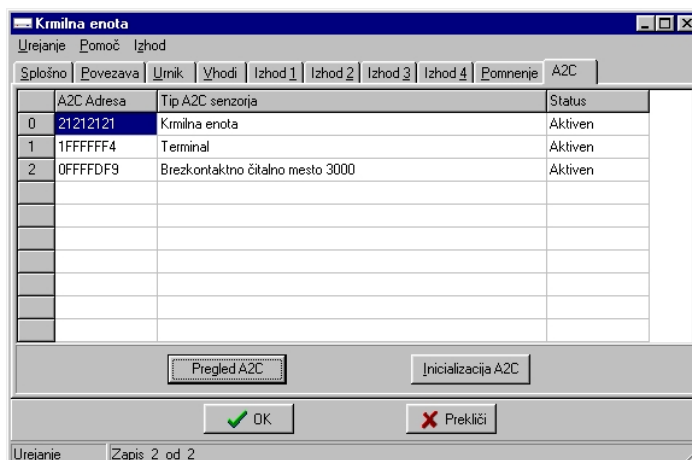 Krmilna enota
Urejanje Pomoč Izhod
Splošno Povezava Urnik Vhodi Izhod 1 Izhod 2 Izhod 3 Izhod 4 Pomnenje A2C
A2C Adresa Tip A2C senzorja Status
0 21212121 Krmilna enota Aktiven
1 1FFFFFF4 Terminal Aktiven
2 0FFFFDF9 Brezkontaktno čitalno mesto 3000 Aktiven
Pregled A2C Inicializacija A2C
OK Prekliči
Urejanje Zapis 2 od 2